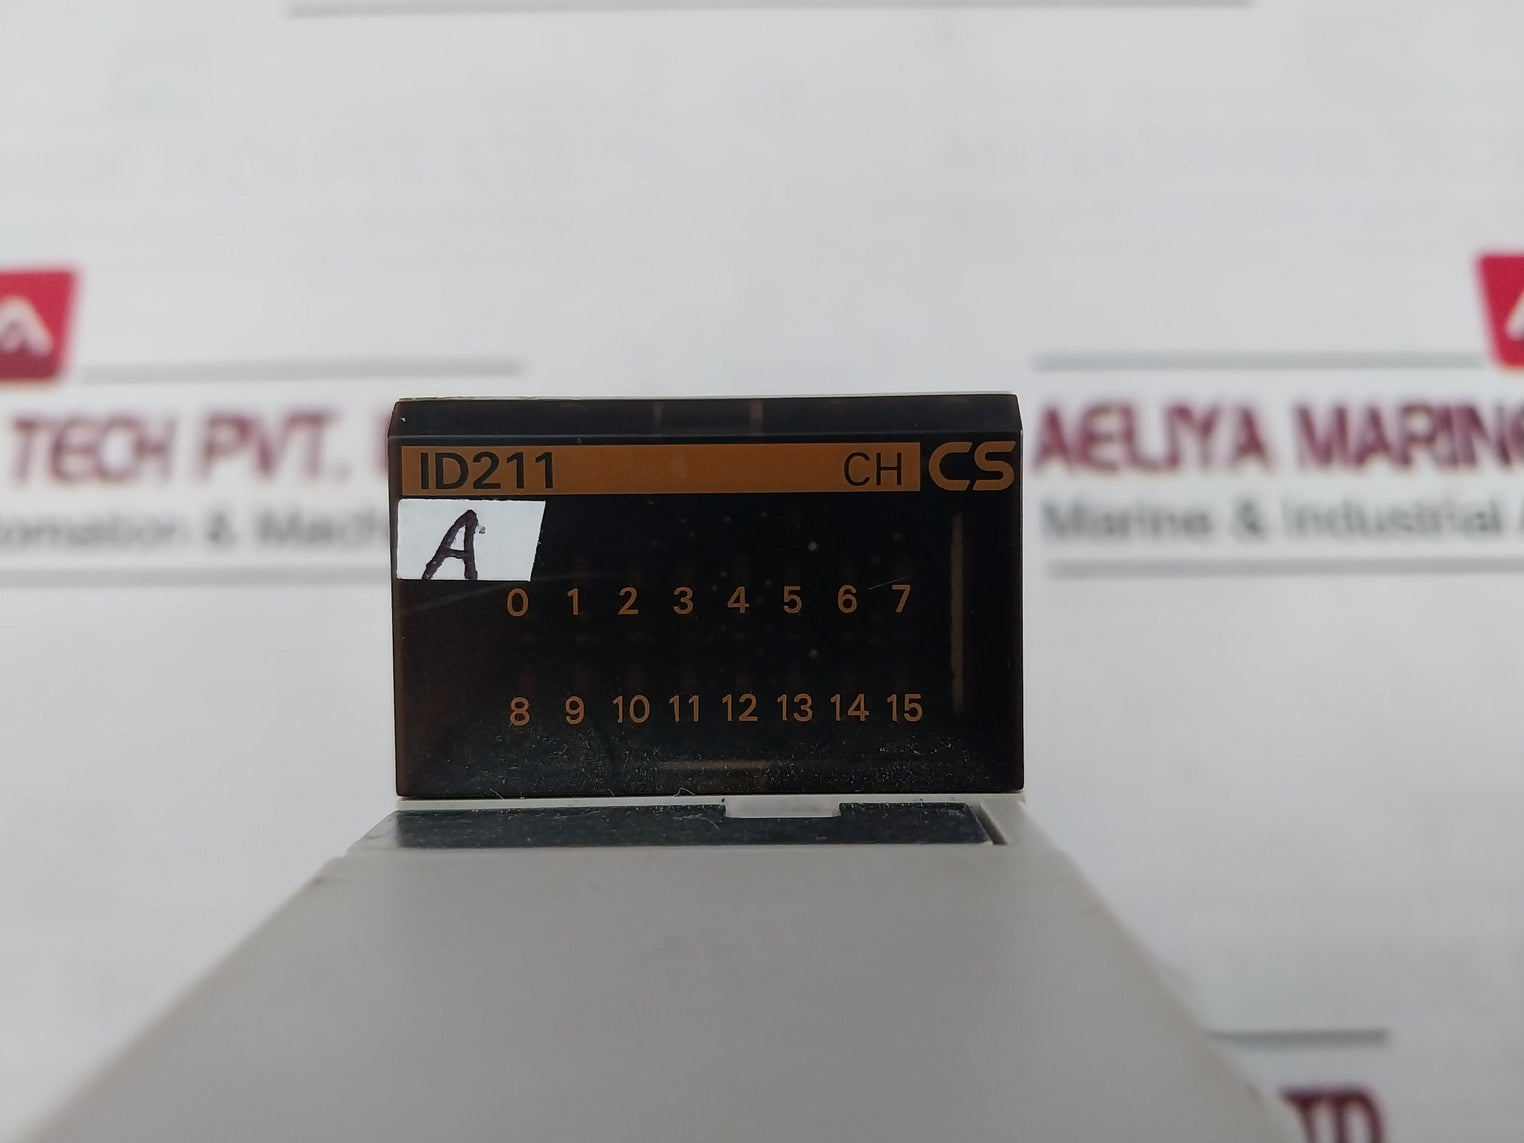 ID211 CH CS
A
0 1 2 3 4 5 6 7
8 9 10 11 12 13 14 15
TECH PVT.
AELIYA MARINE
Marine & Industrial